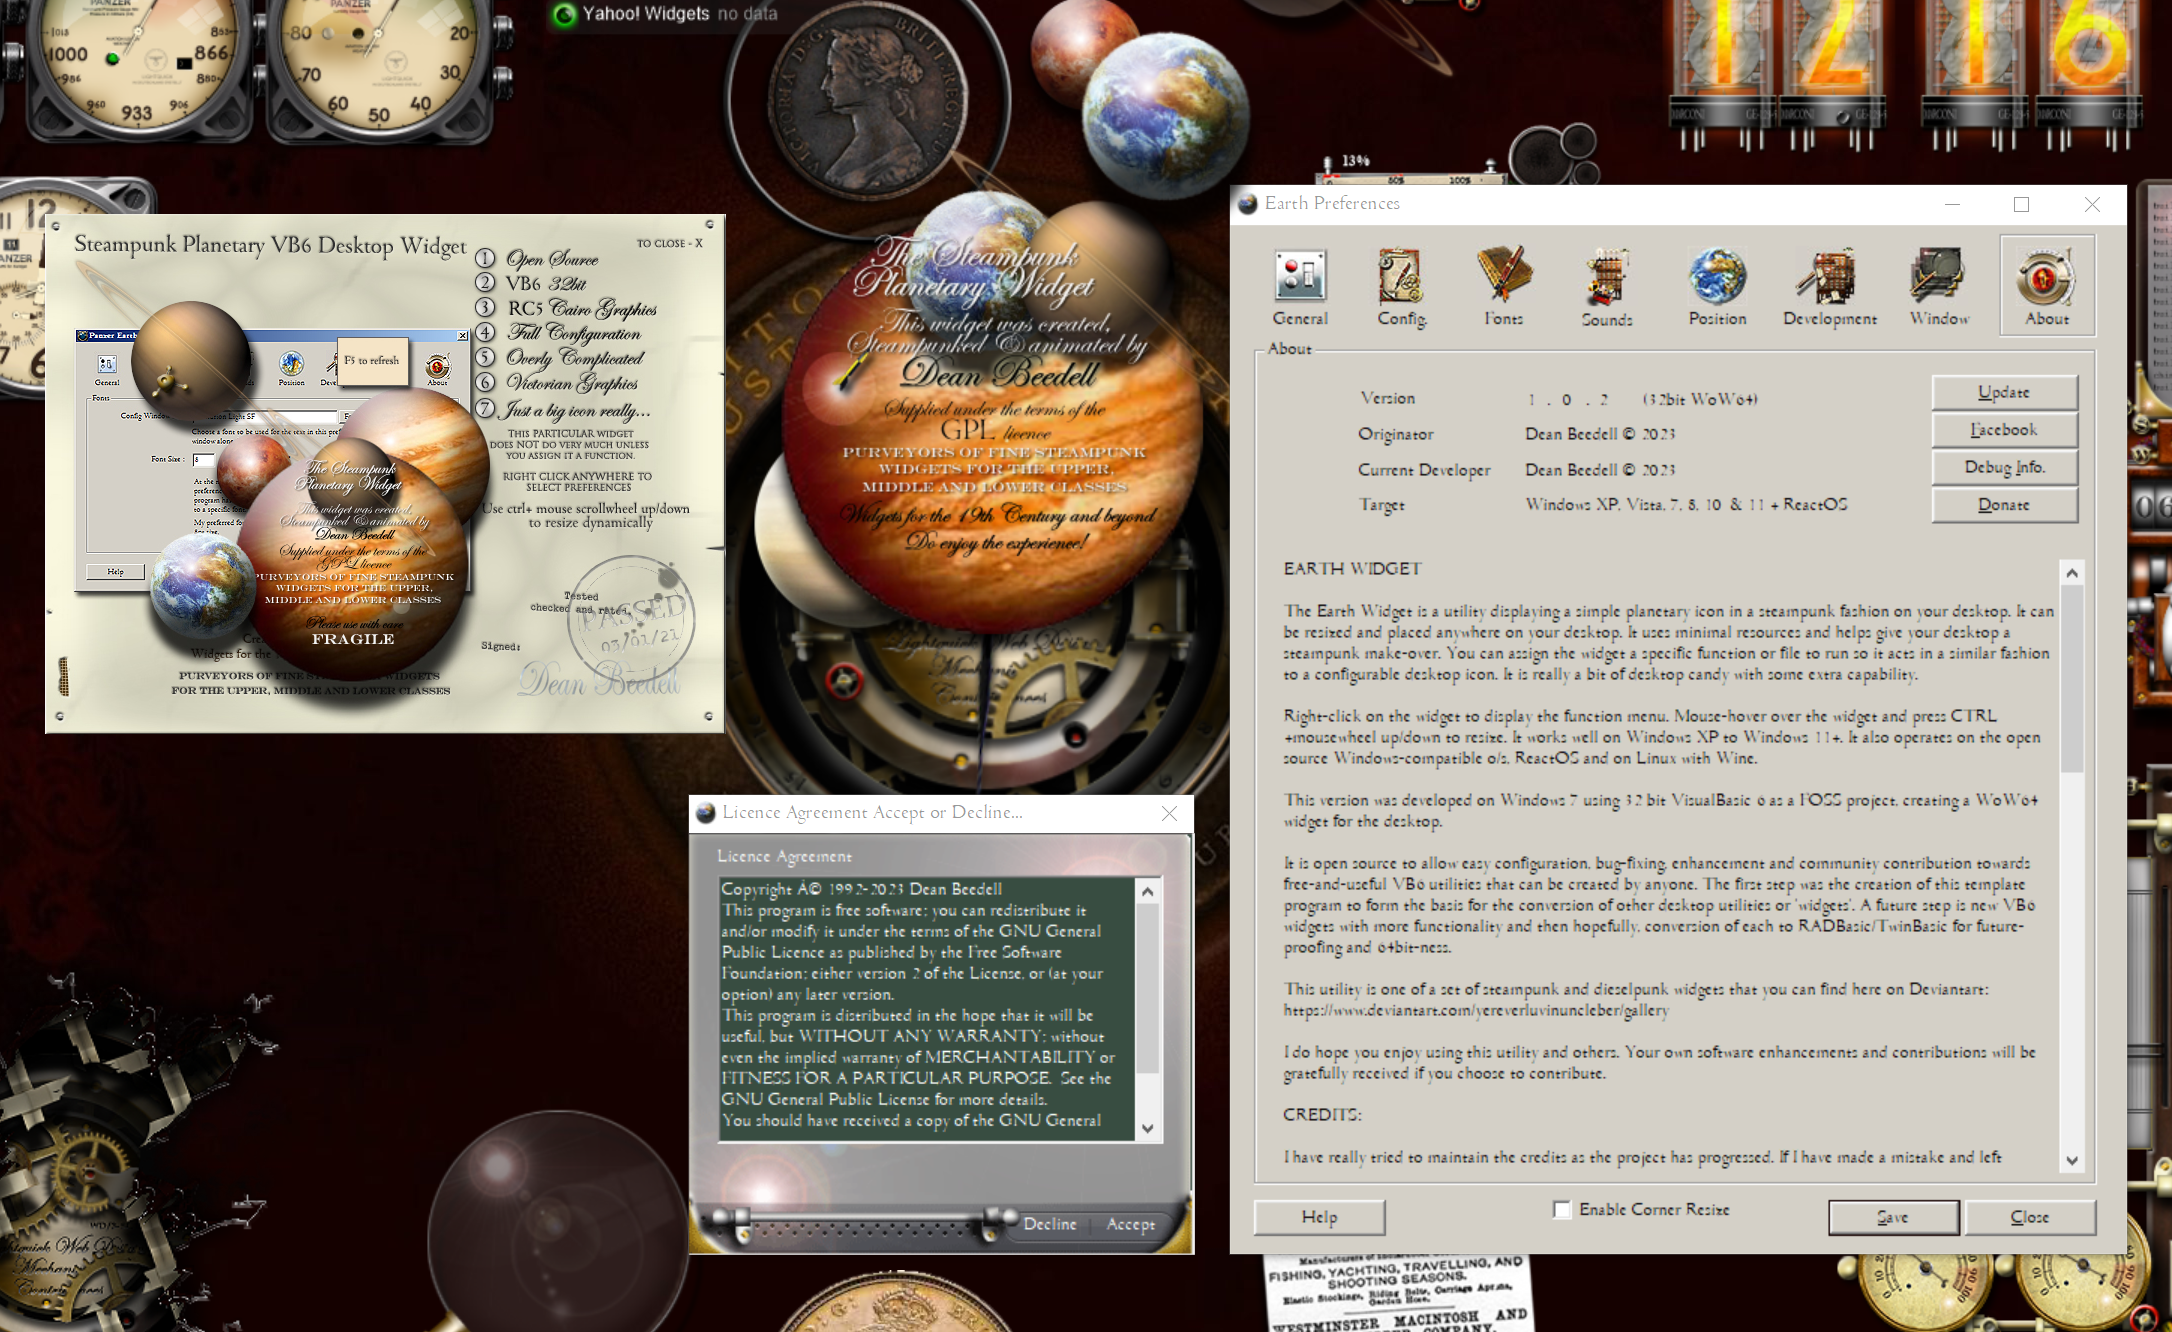 Yahoo! Widgets no data
PANZER
1013
1000
986
960
933
906
880
866
PANZER
80
70
60
50
40
30
20
VICTORIA D: G:
BRITT: REG:
13%
50%
100%
1 2 1 6
Steampunk Planetary VB6 Desktop Widget
TO CLOSE - X
1 Open Source
2 VB6 32bit
3 RC5 Cairo Graphics
4 Full Configuration
5 Overly Complicated
6 Victorian Graphics
7 Just a big icon really...
THIS PARTICULAR WIDGET
DOES NOT DO VERY MUCH UNLESS
YOU ASSIGN IT A FUNCTION.
RIGHT CLICK ANYWHERE TO
SELECT PREFERENCES
Use ctrl+ mouse scrollwheel up/down
to resize dynamically
Tested
checked and rated.
PASSED
03/01/21
Signed:
Dean Beedell
Panzer Earth
General
F5 to refresh
Position
About
Fonts
Font Size :
Help
The Steampunk
Planetary Widget
This widget was created,
Steampunked & animated by
Dean Beedell
Supplied under the terms of the
GPL licence
PURVEYORS OF FINE STEAMPUNK
WIDGETS FOR THE UPPER,
MIDDLE AND LOWER CLASSES
Please use with care
FRAGILE
Widgets for the
PURVEYORS OF FINE
WIDGETS
FOR THE UPPER, MIDDLE AND LOWER CLASSES
The Steampunk
Planetary Widget
This widget was created,
Steampunked & animated by
Dean Beedell
Supplied under the terms of the
GPL licence
PURVEYORS OF FINE STEAMPUNK
WIDGETS FOR THE UPPER,
MIDDLE AND LOWER CLASSES
Widgets for the 19th Century and beyond
Do enjoy the experience!
Licence Agreement Accept or Decline...
Licence Agreement
Copyright Â© 1992-2023 Dean Beedell
This program is free software; you can redistribute it
and/or modify it under the terms of the GNU General
Public Licence as published by the Free Software
Foundation; either version 2 of the License, or (at your
option) any later version.
This program is distributed in the hope that it will be
useful, but WITHOUT ANY WARRANTY; without
even the implied warranty of MERCHANTABILITY or
FITNESS FOR A PARTICULAR PURPOSE.  See the
GNU General Public License for more details.
You should have received a copy of the GNU General
Decline
Accept
Earth Preferences
General
Config.
Fonts
Sounds
Position
Development
Window
About
About
Version 1 . 0 . 2 (32bit WoW64)
Originator Dean Beedell © 2023
Current Developer Dean Beedell © 2023
Target Windows XP, Vista, 7, 8, 10 & 11 + ReactOS
Update
Facebook
Debug Info.
Donate
EARTH WIDGET
The Earth Widget is a utility displaying a simple planetary icon in a steampunk fashion on your desktop. It can
be resized and placed anywhere on your desktop. It uses minimal resources and helps give your desktop a
steampunk make-over. You can assign the widget a specific function or file to run so it acts in a similar fashion
to a configurable desktop icon. It is really a bit of desktop candy with some extra capability.
Right-click on the widget to display the function menu. Mouse-hover over the widget and press CTRL
+mousewheel up/down to resize. It works well on Windows XP to Windows 11+. It also operates on the open
source Windows-compatible o/s, ReactOS and on Linux with Wine.
This version was developed on Windows 7 using 32 bit VisualBasic 6 as a FOSS project, creating a WoW64
widget for the desktop.
It is open source to allow easy configuration, bug-fixing, enhancement and community contribution towards
free-and-useful VB6 utilities that can be created by anyone. The first step was the creation of this template
program to form the basis for the conversion of other desktop utilities or 'widgets'. A future step is new VB6
widgets with more functionality and then hopefully, conversion of each to RADBasic/TwinBasic for future-
proofing and 64bit-ness.
This utility is one of a set of steampunk and dieselpunk widgets that you can find here on Deviantart:
https://www.deviantart.com/yereverluvinuncleber/gallery
I do hope you enjoy using this utility and others. Your own software enhancements and contributions will be
gratefully received if you choose to contribute.
CREDITS:
I have really tried to maintain the credits as the project has progressed. If I have made a mistake and left
Help
Enable Corner Resize
Save
Close
FISHING, YACHTING, TRAVELLING, AND
SHOOTING SEASONS.
Elastic Stockings, Riding Belts, Carriage Aprons,
Garden Hose.
WESTMINSTER MACINTOSH AND
COMPANY,